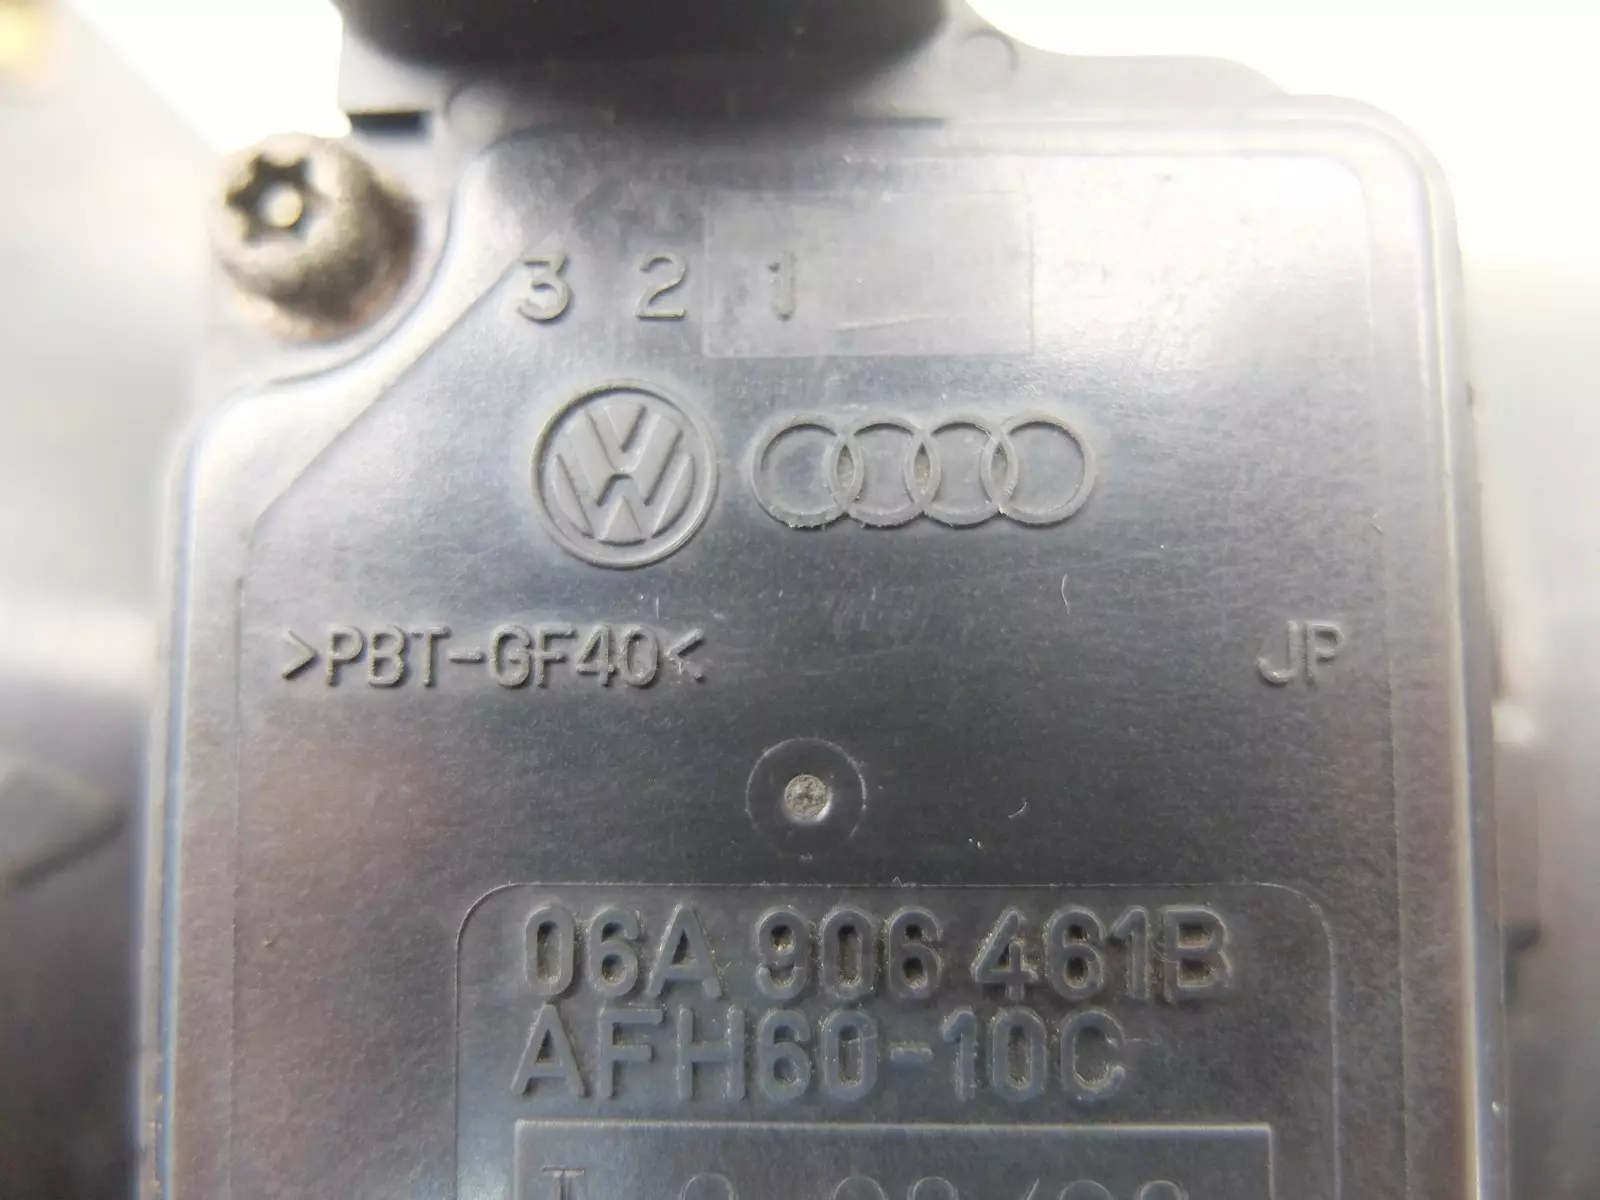 3 2 1
>PBT-GF40< JP
06A 906 461B
AFH60-10C